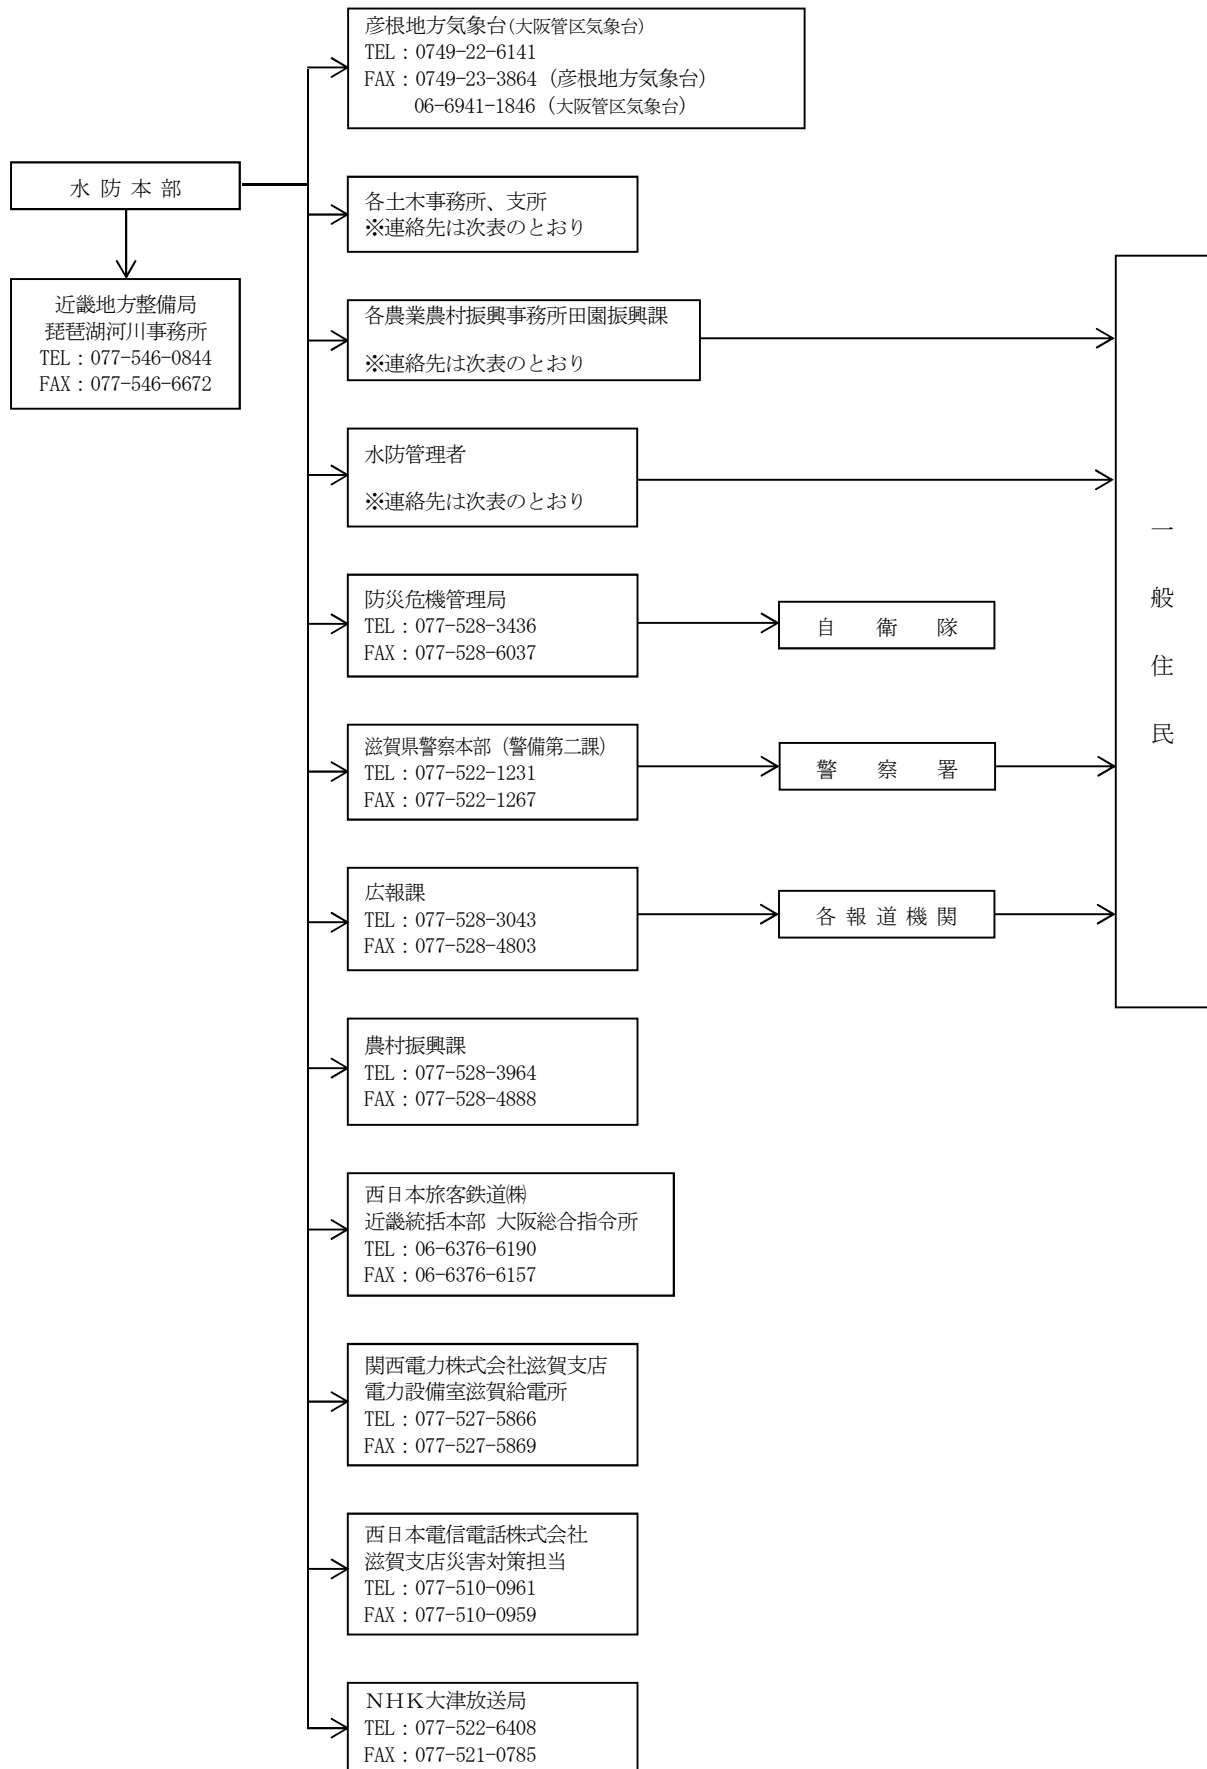 彦根地方気象台(大阪管区気象台)
TEL：0749-22-6141
FAX：0749-23-3864（彦根地方気象台）
06-6941-1846（大阪管区気象台）
水 防 本 部
近畿地方整備局
琵琶湖河川事務所
TEL：077-546-0844
FAX：077-546-6672
各土木事務所、支所
※連絡先は次表のとおり
各農業農村振興事務所田園振興課
※連絡先は次表のとおり
水防管理者
※連絡先は次表のとおり
防災危機管理局
TEL：077-528-3436
FAX：077-528-6037
自　衛　隊
滋賀県警察本部（警備第二課）
TEL：077-522-1231
FAX：077-522-1267
警　察　署
広報課
TEL：077-528-3043
FAX：077-528-4803
各 報 道 機 関
一般住民
農村振興課
TEL：077-528-3964
FAX：077-528-4888
西日本旅客鉄道㈱
近畿統括本部 大阪総合指令所
TEL：06-6376-6190
FAX：06-6376-6157
関西電力株式会社滋賀支店
電力設備室滋賀給電所
TEL：077-527-5866
FAX：077-527-5869
西日本電信電話株式会社
滋賀支店災害対策担当
TEL：077-510-0961
FAX：077-510-0959
ＮＨＫ大津放送局
TEL：077-522-6408
FAX：077-521-0785